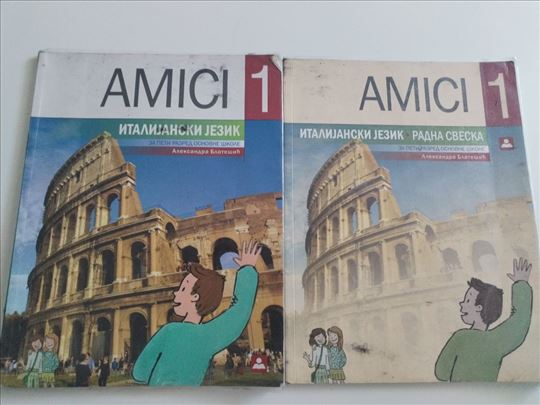 AMICI 1
ИТАЛИЈАНСКИ ЈЕЗИК
ЗА ПЕТИ РАЗРЕД ОСНОВНЕ ШКОЛЕ
Александра Блатешић
AMICI 1
ИТАЛИЈАНСКИ ЈЕЗИК • РАДНА СВЕСКА
ЗА ПЕТИ РАЗРЕД ОСНОВНЕ ШКОЛЕ
Александра Блатешић